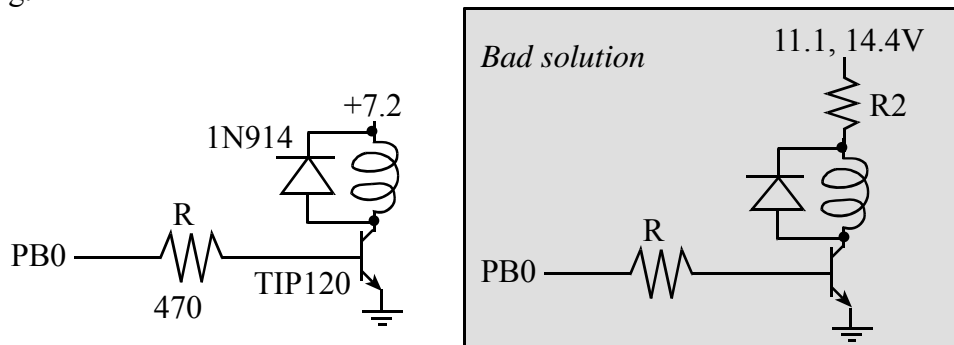 +7.2
1N914
R
PB0
TIP120
470
Bad solution
11.1, 14.4V
R2
R
PB0